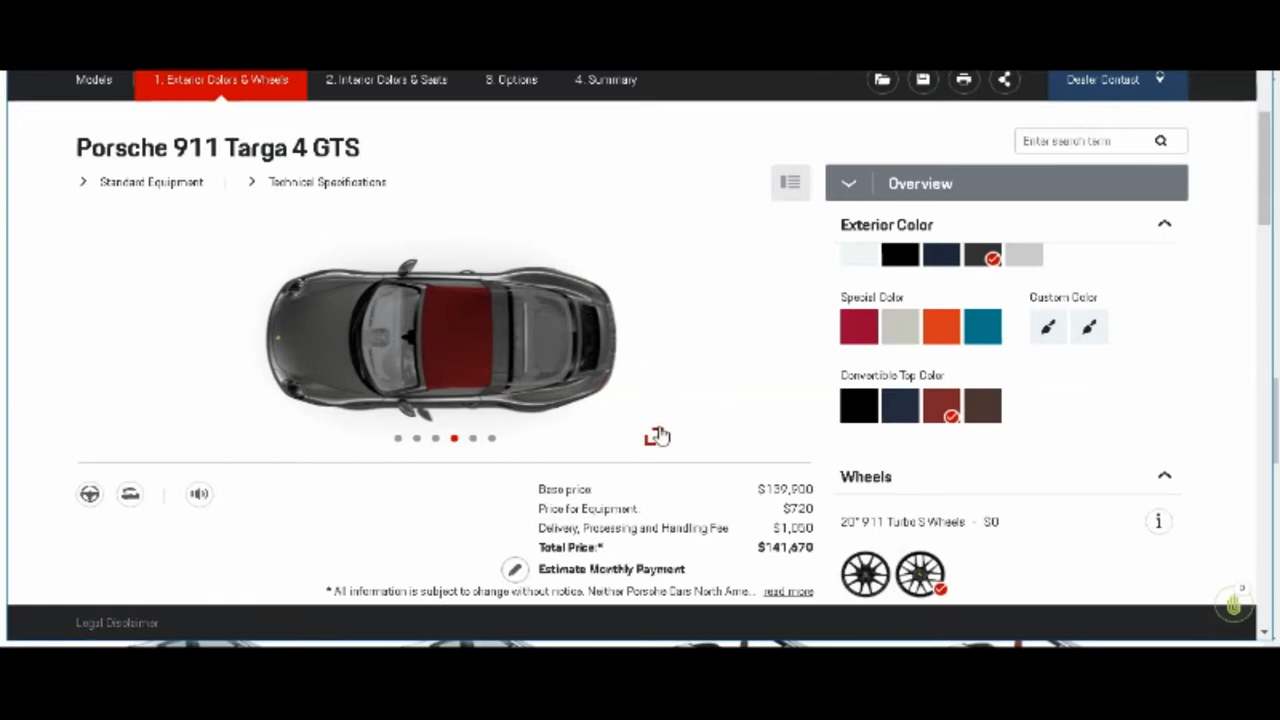 Models 1. Exterior Colors & Wheels 2. Interior Colors & Seats 3. Options 4. Summary Dealer Contact
Porsche 911 Targa 4 GTS
Enter search term
Standard Equipment Technical Specifications
Overview
Exterior Color
Special Color Custom Color
Convertible Top Color
Wheels
20" 911 Turbo S Wheels - $0
Base price: $139,900
Price for Equipment: $720
Delivery, Processing and Handling Fee $1,050
Total Price:* $141,670
Estimate Monthly Payment
* All information is subject to change without notice. Neither Porsche Cars North Ame... read more
Legal Disclaimer